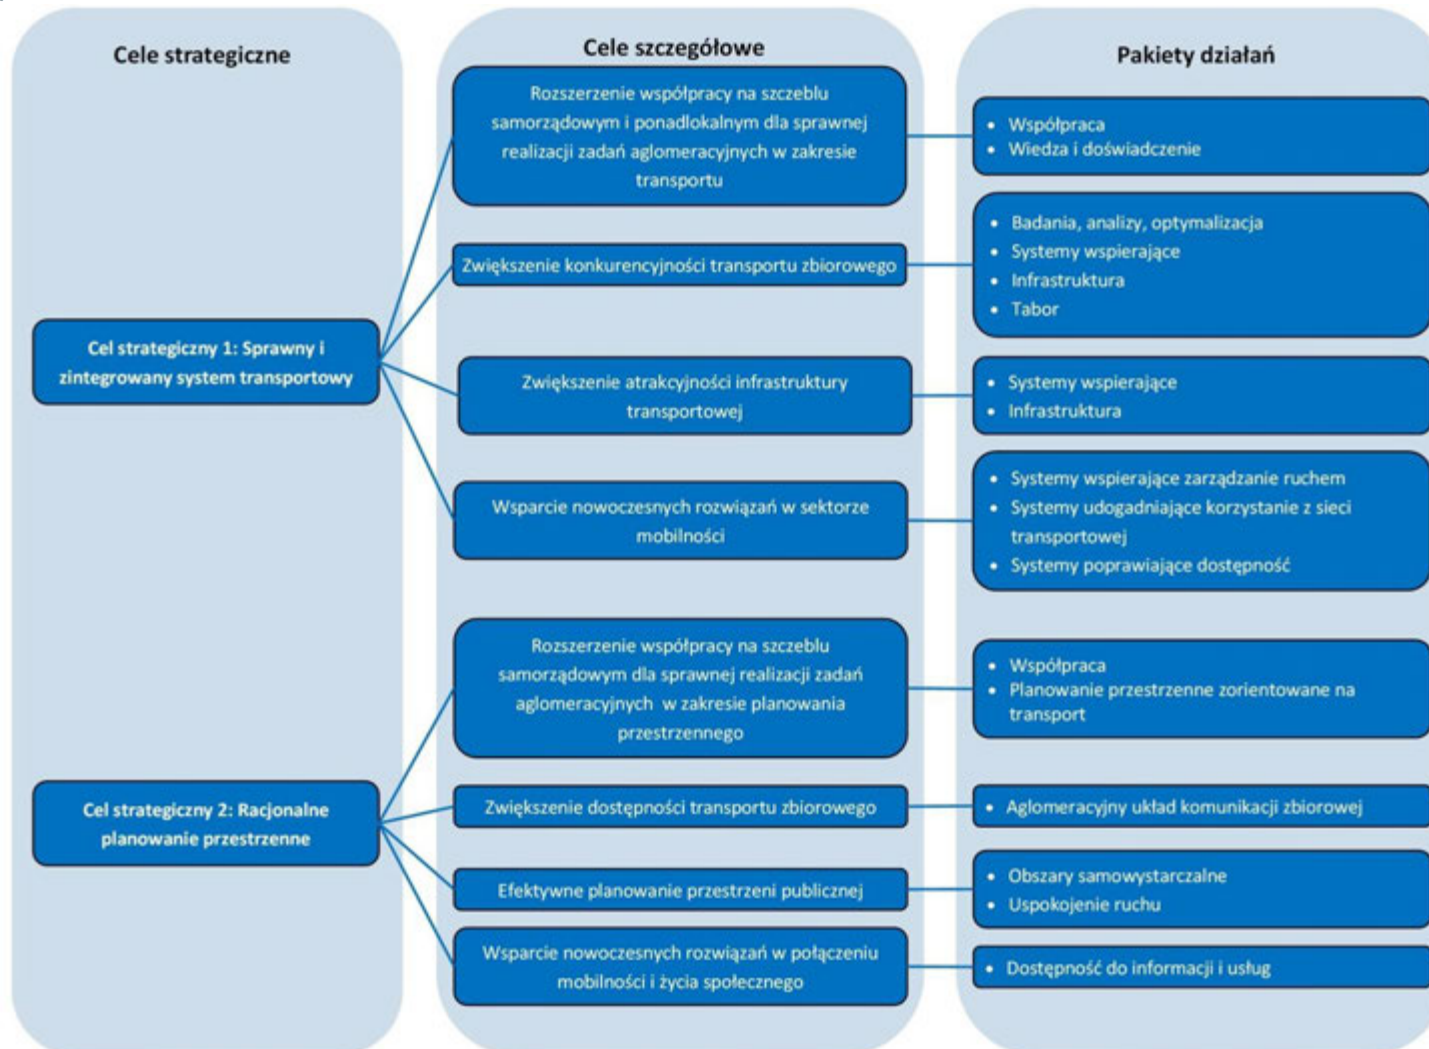 Cele strategiczne
Cele szczegółowe
Pakiety działań
Cel strategiczny 1: Sprawny i
zintegrowany system transportowy
Rozszerzenie współpracy na szczeblu
samorządowym i ponadlokalnym dla sprawnej
realizacji zadań aglomeracyjnych w zakresie
transportu
• Współpraca
• Wiedza i doświadczenie
Zwiększenie konkurencyjności transportu zbiorowego
• Badania, analizy, optymalizacja
• Systemy wspierające
• Infrastruktura
• Tabor
Zwiększenie atrakcyjności infrastruktury
transportowej
• Systemy wspierające
• Infrastruktura
Wsparcie nowoczesnych rozwiązań w sektorze
mobilności
• Systemy wspierające zarządzanie ruchem
• Systemy udogadniające korzystanie z sieci
transportowej
• Systemy poprawiające dostępność
Cel strategiczny 2: Racjonalne
planowanie przestrzenne
Rozszerzenie współpracy na szczeblu
samorządowym dla sprawnej realizacji zadań
aglomeracyjnych w zakresie planowania
przestrzennego
• Współpraca
• Planowanie przestrzenne zorientowane na
transport
Zwiększenie dostępności transportu zbiorowego
• Aglomeracyjny układ komunikacji zbiorowej
Efektywne planowanie przestrzeni publicznej
• Obszary samowystarczalne
• Uspokojenie ruchu
Wsparcie nowoczesnych rozwiązań w połączeniu
mobilności i życia społecznego
• Dostępność do informacji i usług